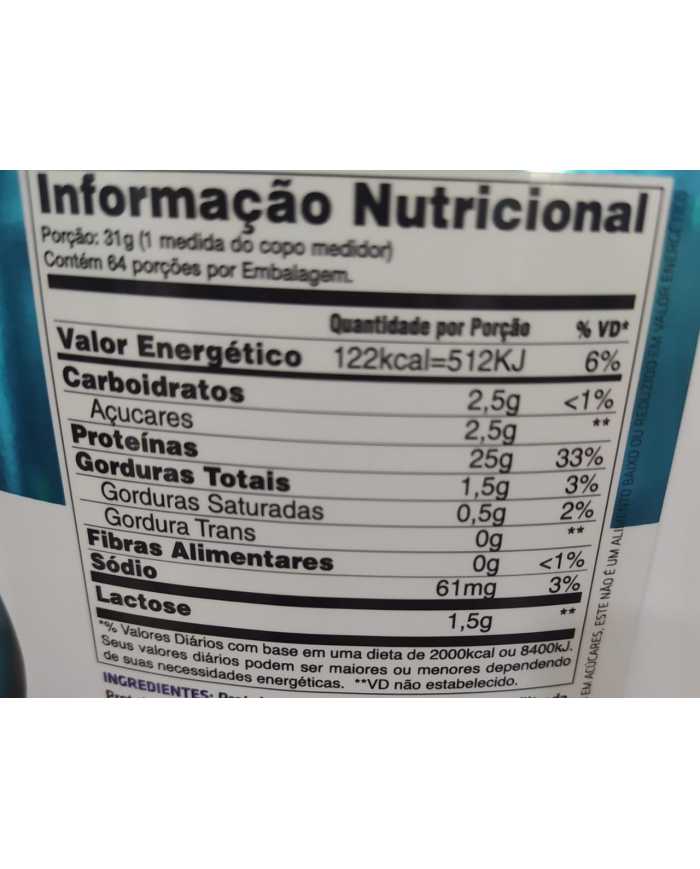 Informação Nutricional
Porção: 31g (1 medida do copo medidor)
Contém 64 porções por Embalagem.
Quantidade por Porção % VD*
Valor Energético 122kcal=512KJ 6%
Carboidratos 2,5g <1%
Açucares 2,5g **
Proteínas 25g 33%
Gorduras Totais 1,5g 3%
Gorduras Saturadas 0,5g 2%
Gordura Trans 0g **
Fibras Alimentares 0g <1%
Sódio 61mg 3%
Lactose 1,5g **
*% Valores Diários com base em uma dieta de 2000kcal ou 8400kJ.
Seus valores diários podem ser maiores ou menores dependendo
de suas necessidades energéticas. **VD não estabelecido.
INGREDIENTES:
EM AÇÚCARES, ESTE NÃO É UM ALIMENTO BAIXO OU REDUZIDO EM VALOR ENERGÉTICO